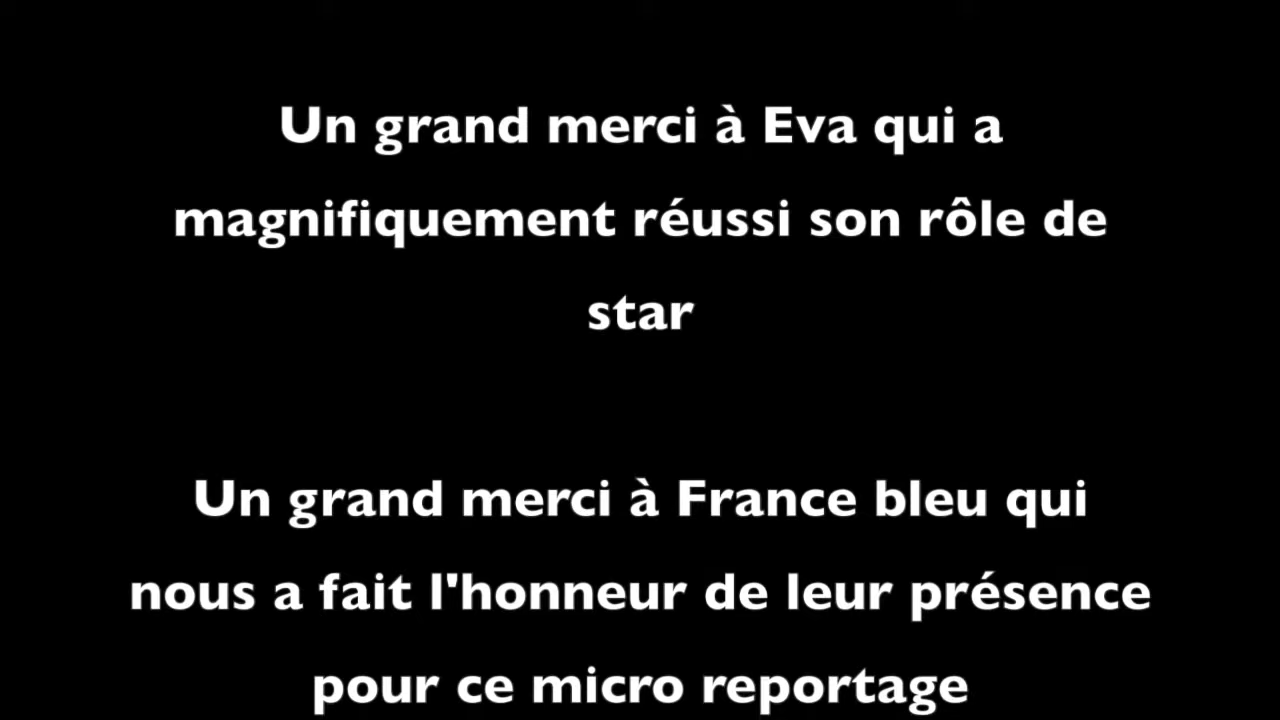 Un grand merci à Eva qui a
magnifiquement réussi son rôle de
star
Un grand merci à France bleu qui
nous a fait l'honneur de leur présence
pour ce micro reportage